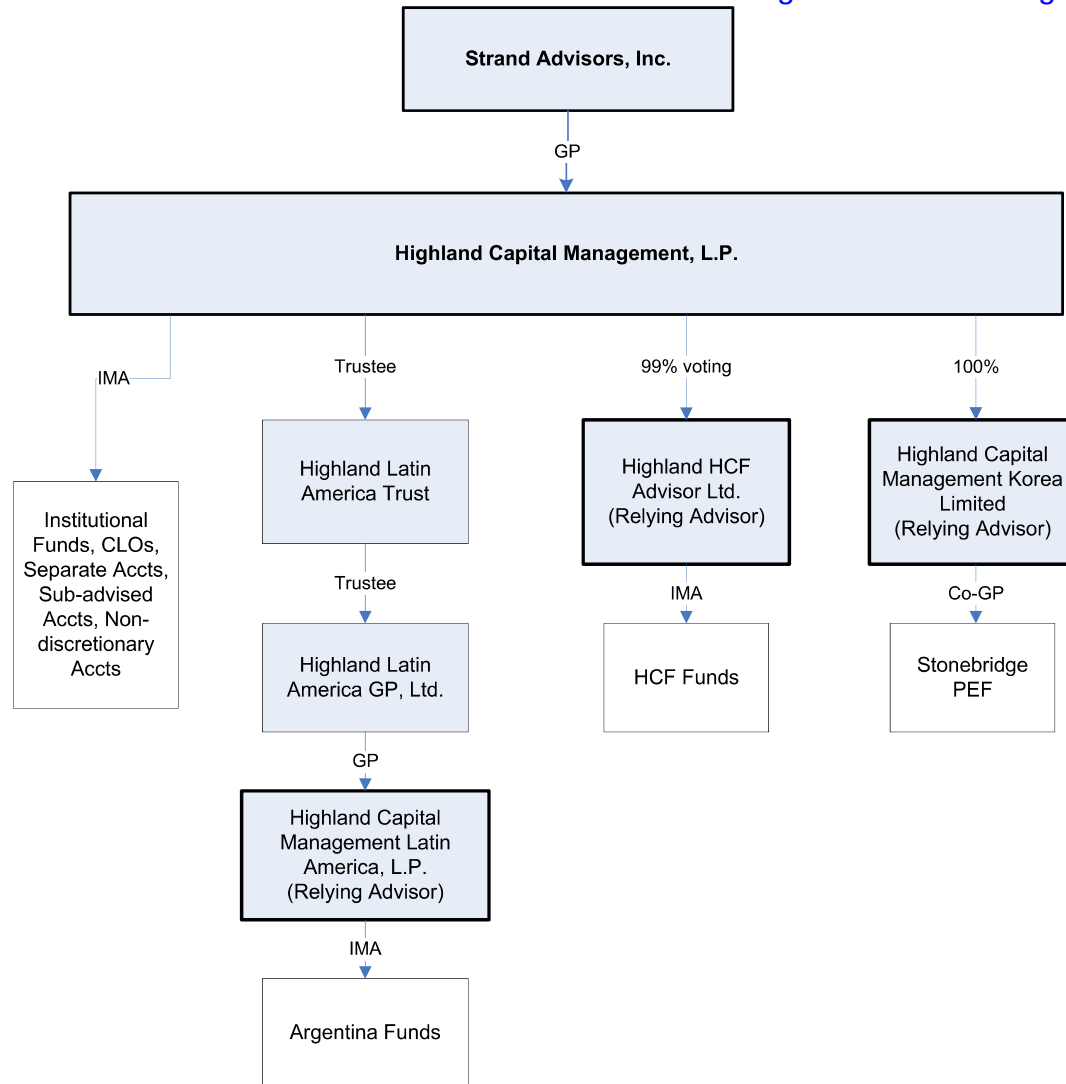 Strand Advisors, Inc.
GP
Highland Capital Management, L.P.
IMA
Trustee
99% voting
100%
Institutional
Funds, CLOs,
Separate Accts,
Sub-advised
Accts, Non-
discretionary
Accts
Highland Latin
America Trust
Highland HCF
Advisor Ltd.
(Relying Advisor)
Highland Capital
Management Korea
Limited
(Relying Advisor)
Trustee
IMA
Co-GP
Highland Latin
America GP, Ltd.
HCF Funds
Stonebridge
PEF
GP
Highland Capital
Management Latin
America, L.P.
(Relying Advisor)
IMA
Argentina Funds